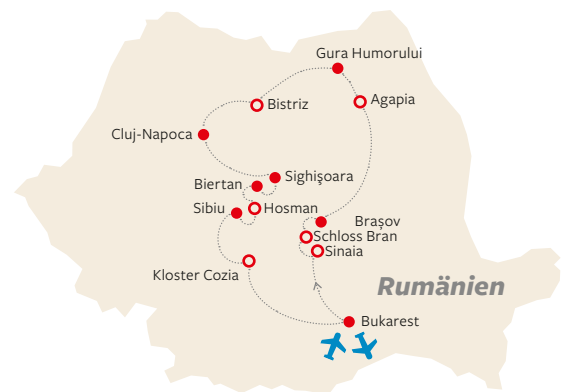 Gura Humorului
Agapia
Bistriz
Cluj-Napoca
Sighişoara
Biertan
Sibiu
Hosman
Braşov
Schloss Bran
Sinaia
Kloster Cozia
Rumänien
Bukarest